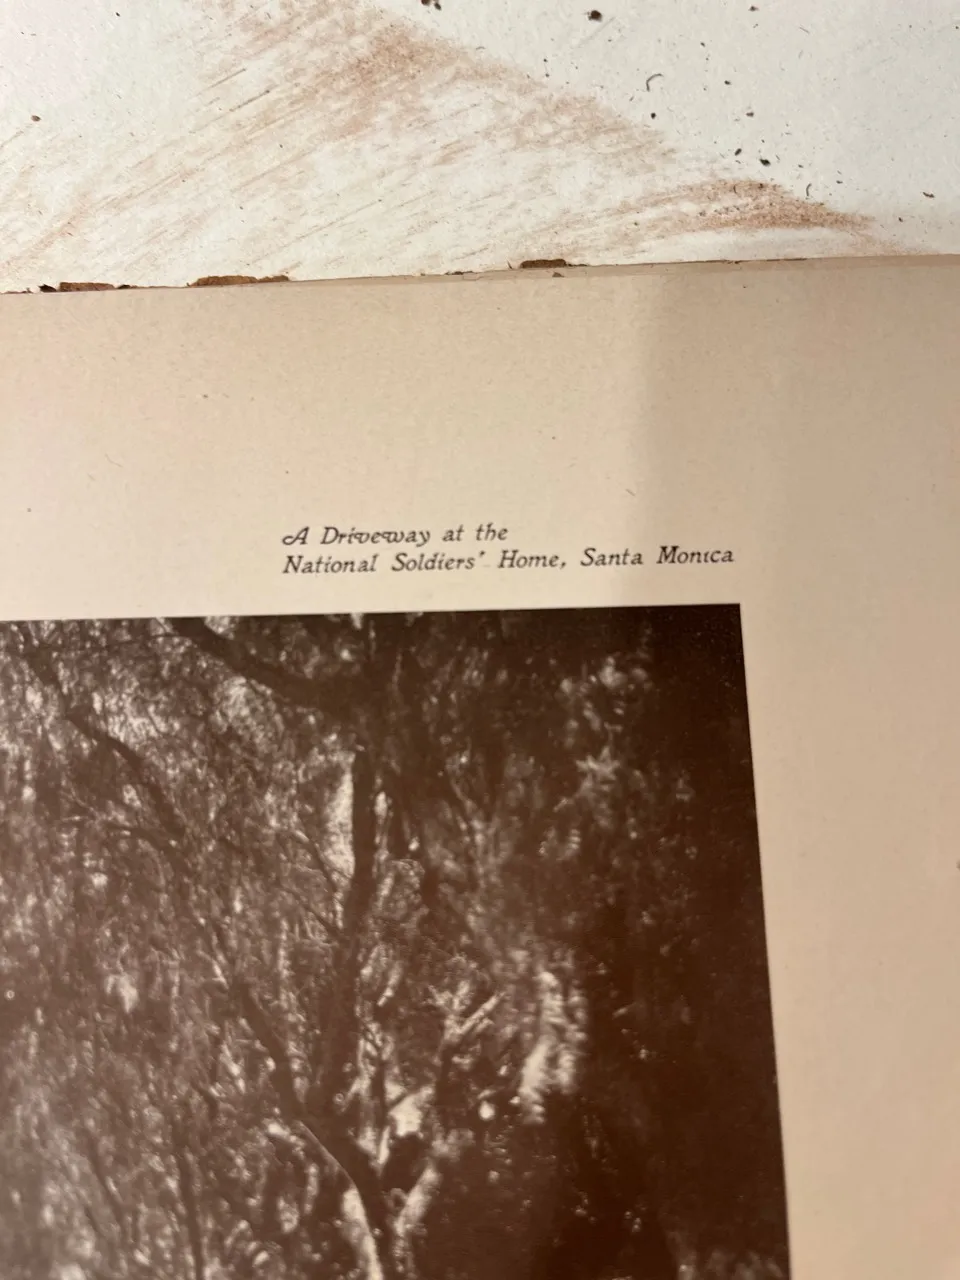 A Driveway at the
National Soldiers' Home, Santa Monica